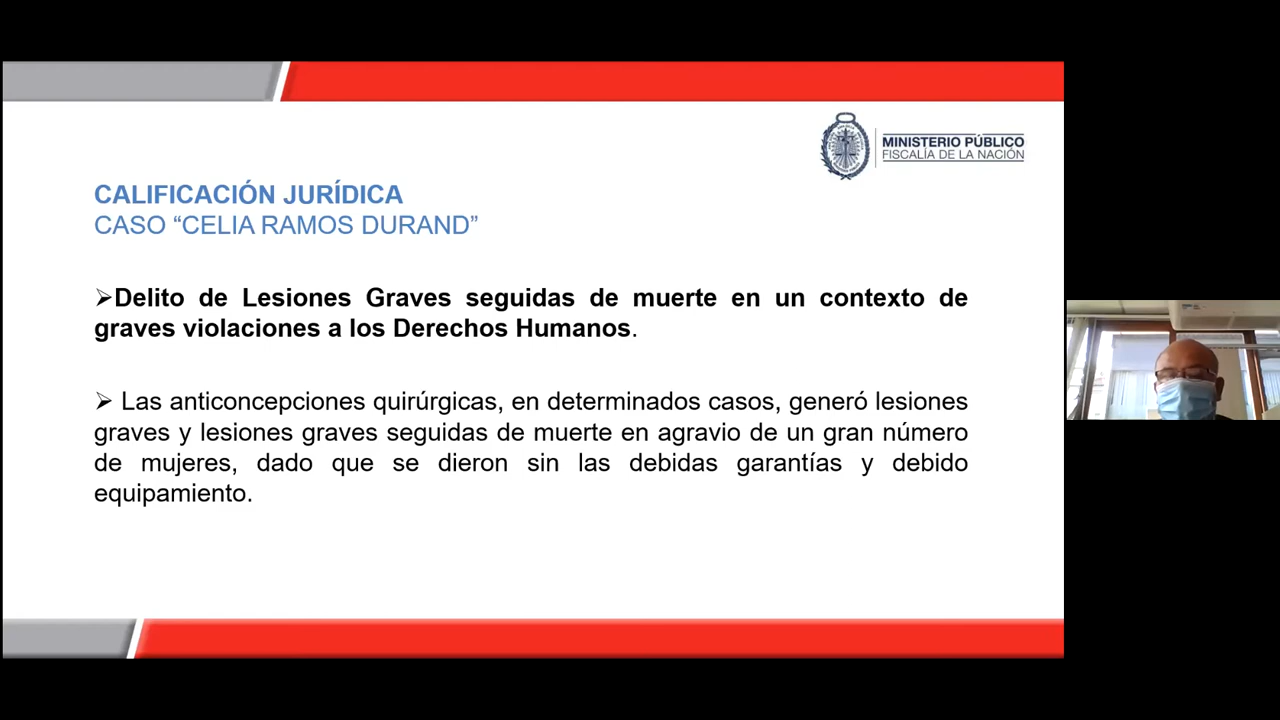 MINISTERIO PÚBLICO
FISCALÍA DE LA NACIÓN
CALIFICACIÓN JURÍDICA
CASO “CELIA RAMOS DURAND”
➢Delito de Lesiones Graves seguidas de muerte en un contexto de
graves violaciones a los Derechos Humanos.
➢ Las anticoncepciones quirúrgicas, en determinados casos, generó lesiones
graves y lesiones graves seguidas de muerte en agravio de un gran número
de mujeres, dado que se dieron sin las debidas garantías y debido
equipamiento.